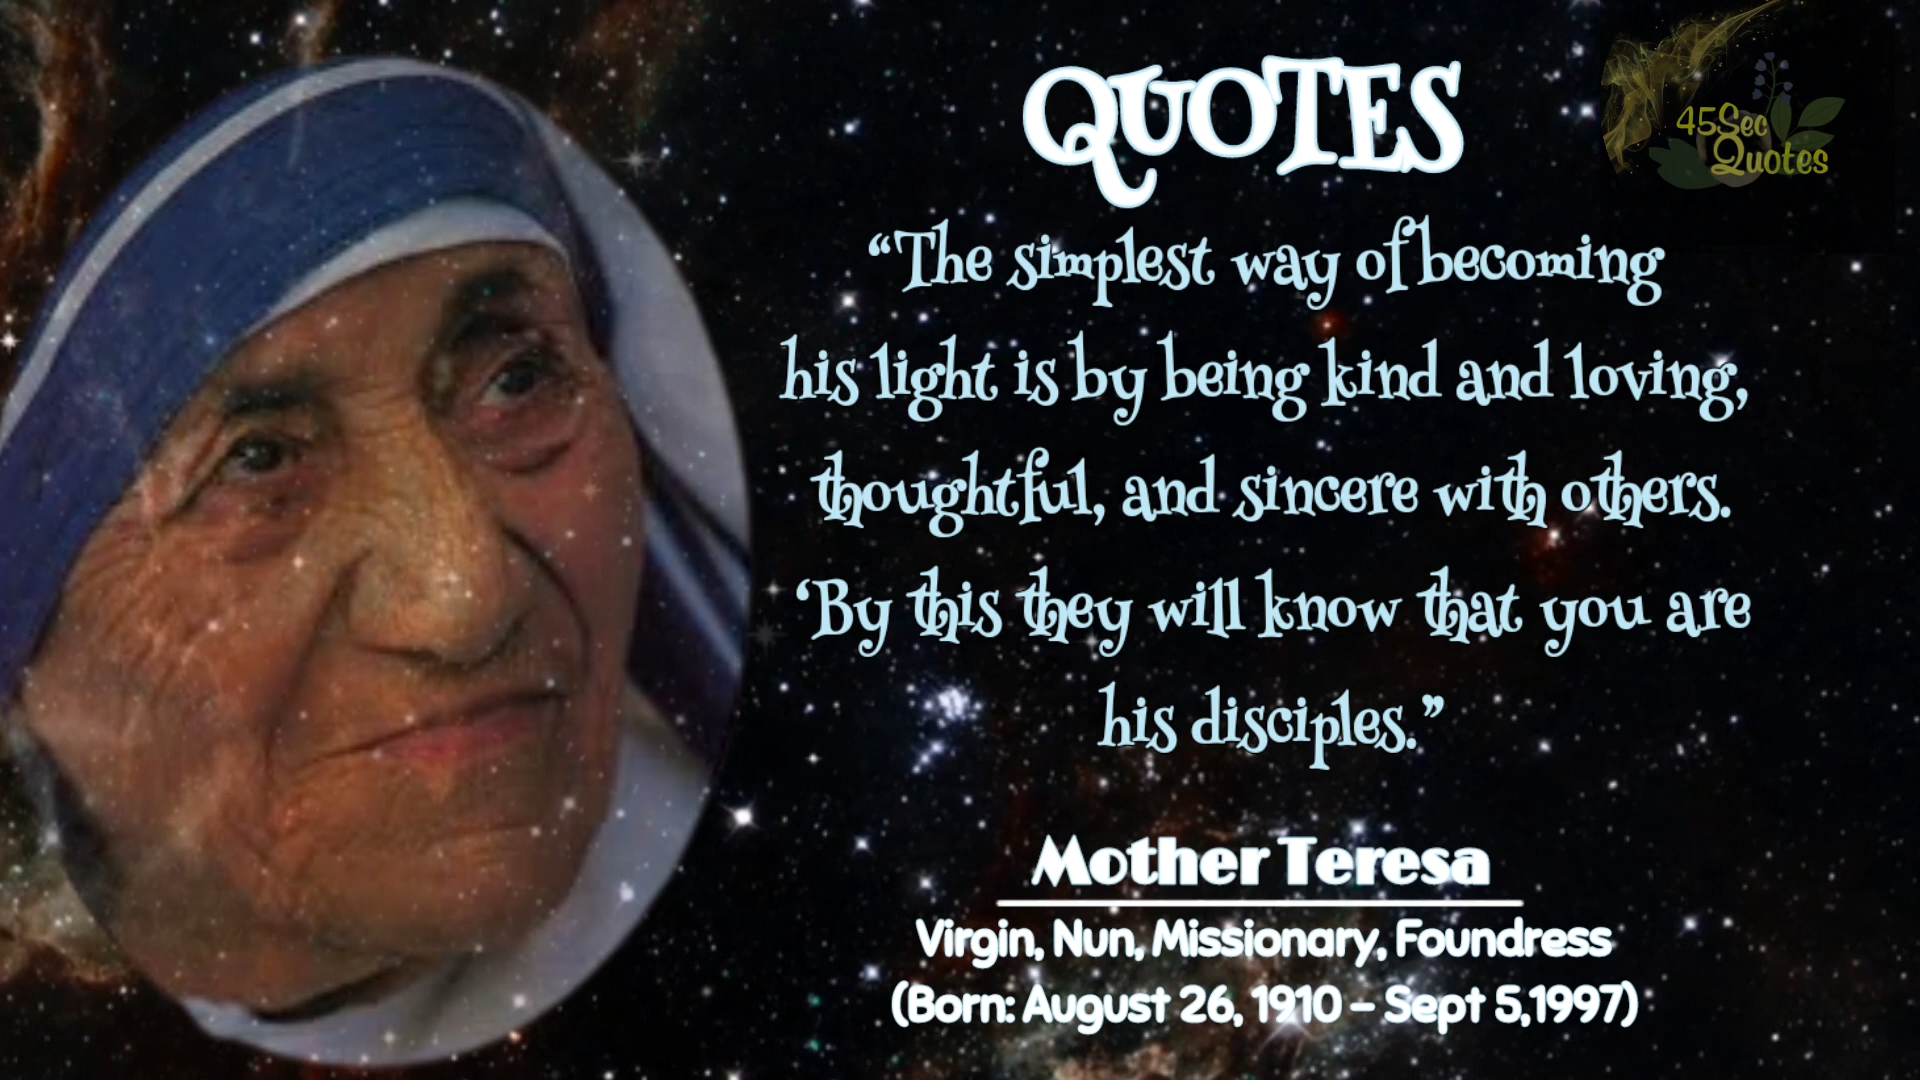 QUOTES
45Sec
Quotes
“The simplest way of becoming
his light is by being kind and loving,
thoughtful, and sincere with others.
‘By this they will know that you are
his disciples.”
Mother Teresa
Virgin, Nun, Missionary, Foundress
(Born: August 26, 1910 – Sept 5,1997)